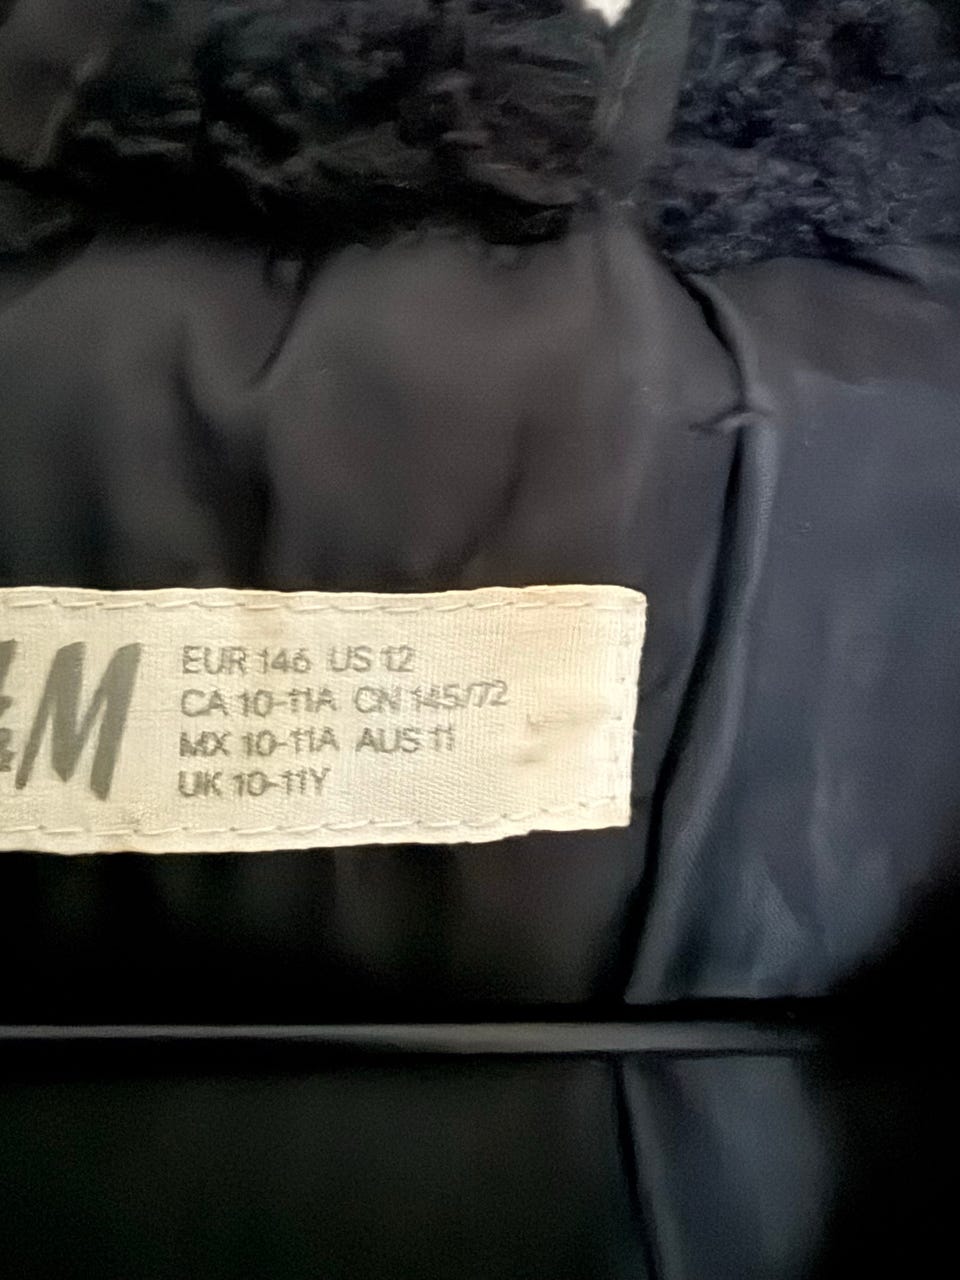 &M
EUR 146 US 12
CA 10-11A CN 145/72
MX 10-11A AUS 11
UK 10-11Y